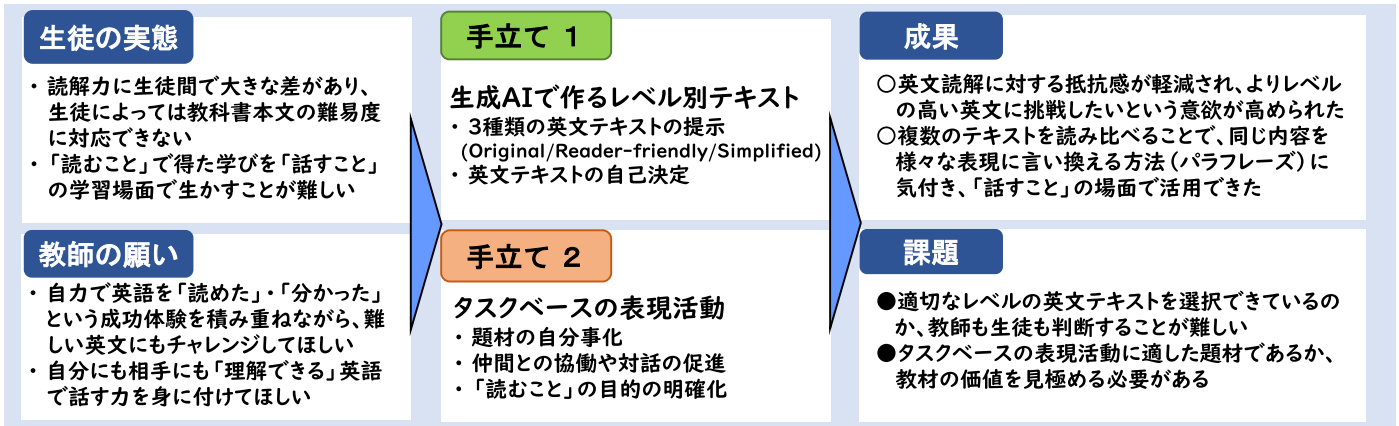 生徒の実態
・読解力に生徒間で大きな差があり、
生徒によっては教科書本文の難易度
に対応できない
・「読むこと」で得た学びを「話すこと」
の学習場面で生かすことが難しい
教師の願い
・自力で英語を「読めた」・「分かった」
という成功体験を積み重ねながら、難
しい英文にもチャレンジしてほしい
・自分にも相手にも「理解できる」英語
で話す力を身に付けてほしい
手立て 1
生成AIで作るレベル別テキスト
・3種類の英文テキストの提示
(Original/Reader-friendly/Simplified)
・英文テキストの自己決定
手立て 2
タスクベースの表現活動
・題材の自分事化
・仲間との協働や対話の促進
・「読むこと」の目的の明確化
成果
○英文読解に対する抵抗感が軽減され、よりレベル
の高い英文に挑戦したいという意欲が高められた
○複数のテキストを読み比べることで、同じ内容を
様々な表現に言い換える方法(パラフレーズ)に
気付き、「話すこと」の場面で活用できた
課題
●適切なレベルの英文テキストを選択できているの
か、教師も生徒も判断することが難しい
●タスクベースの表現活動に適した題材であるか、
教材の価値を見極める必要がある